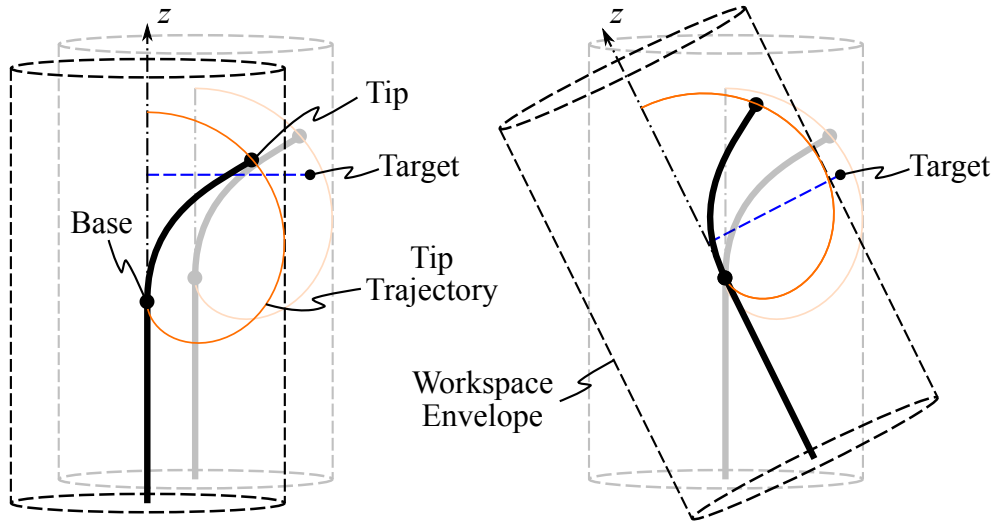 z
Tip
Target
Base
Tip
Trajectory
z
Target
Workspace
Envelope